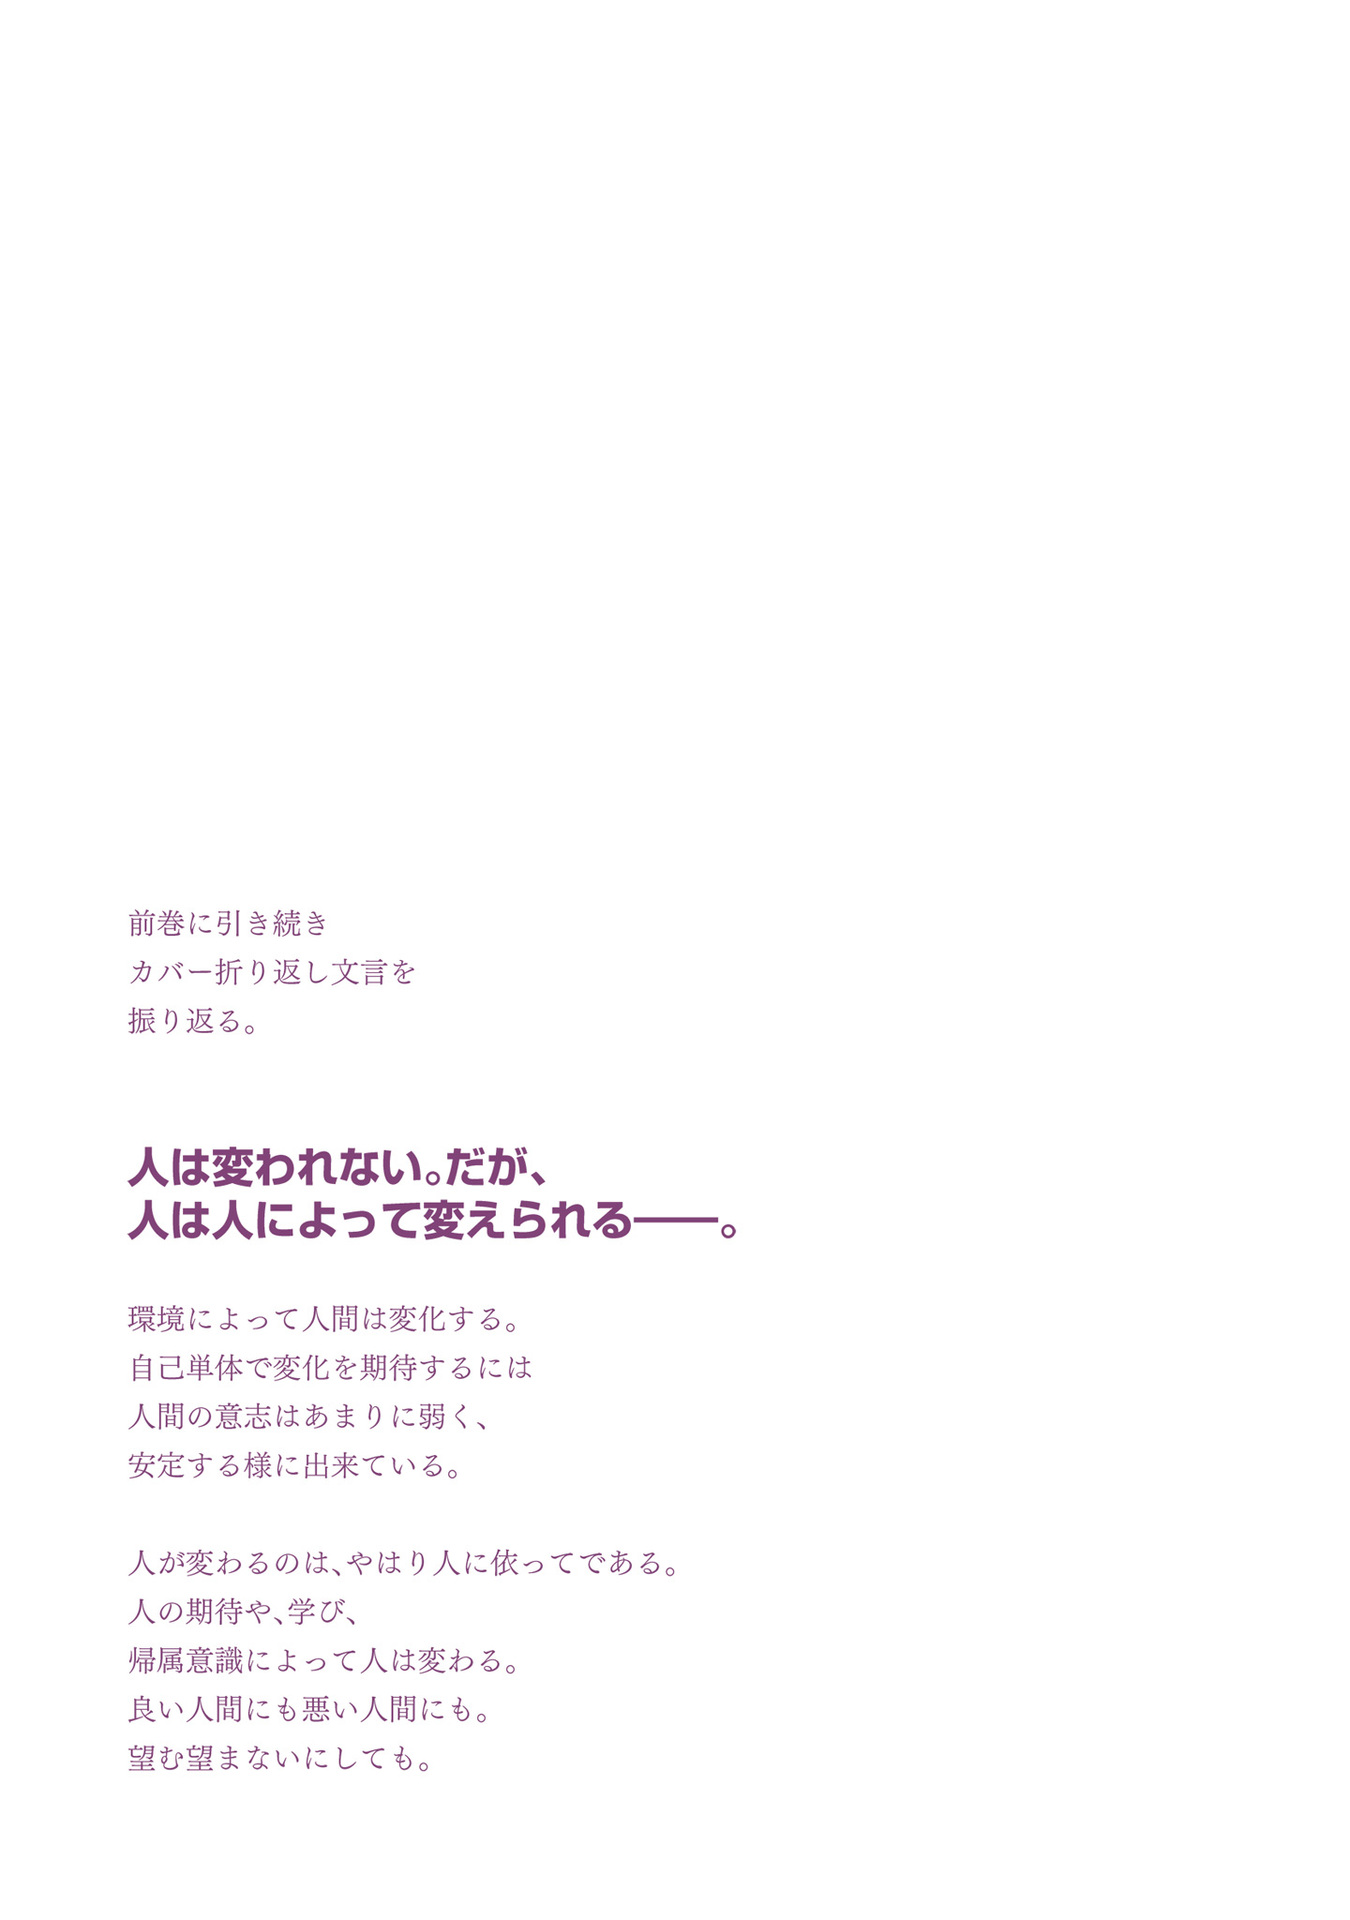 前巻に引き続き
カバー折り返し文言を
振り返る。
人は変われない。だが、
人は人によって変えられる――。
環境によって人間は変化する。
自己単体で変化を期待するには
人間の意志はあまりに弱く、
安定する様に出来ている。
人が変わるのは、やはり人に依ってである。
人の期待や、学び、
帰属意識によって人は変わる。
良い人間にも悪い人間にも。
望む望まないにしても。